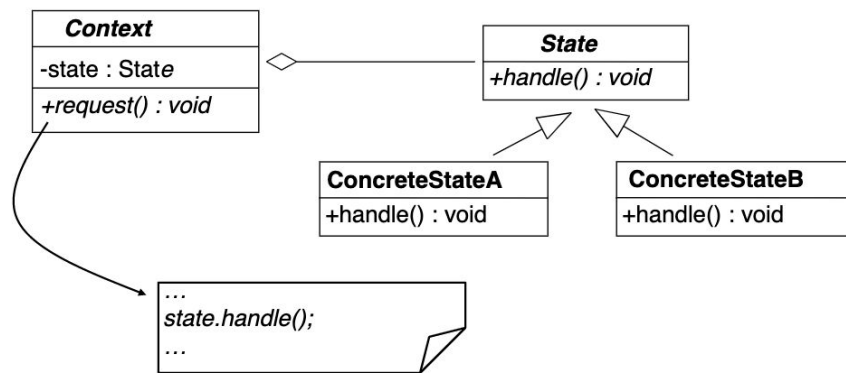 Context
-state : State
+request() : void
State
+handle() : void
ConcreteStateA
+handle() : void
ConcreteStateB
+handle() : void
…
state.handle();
…